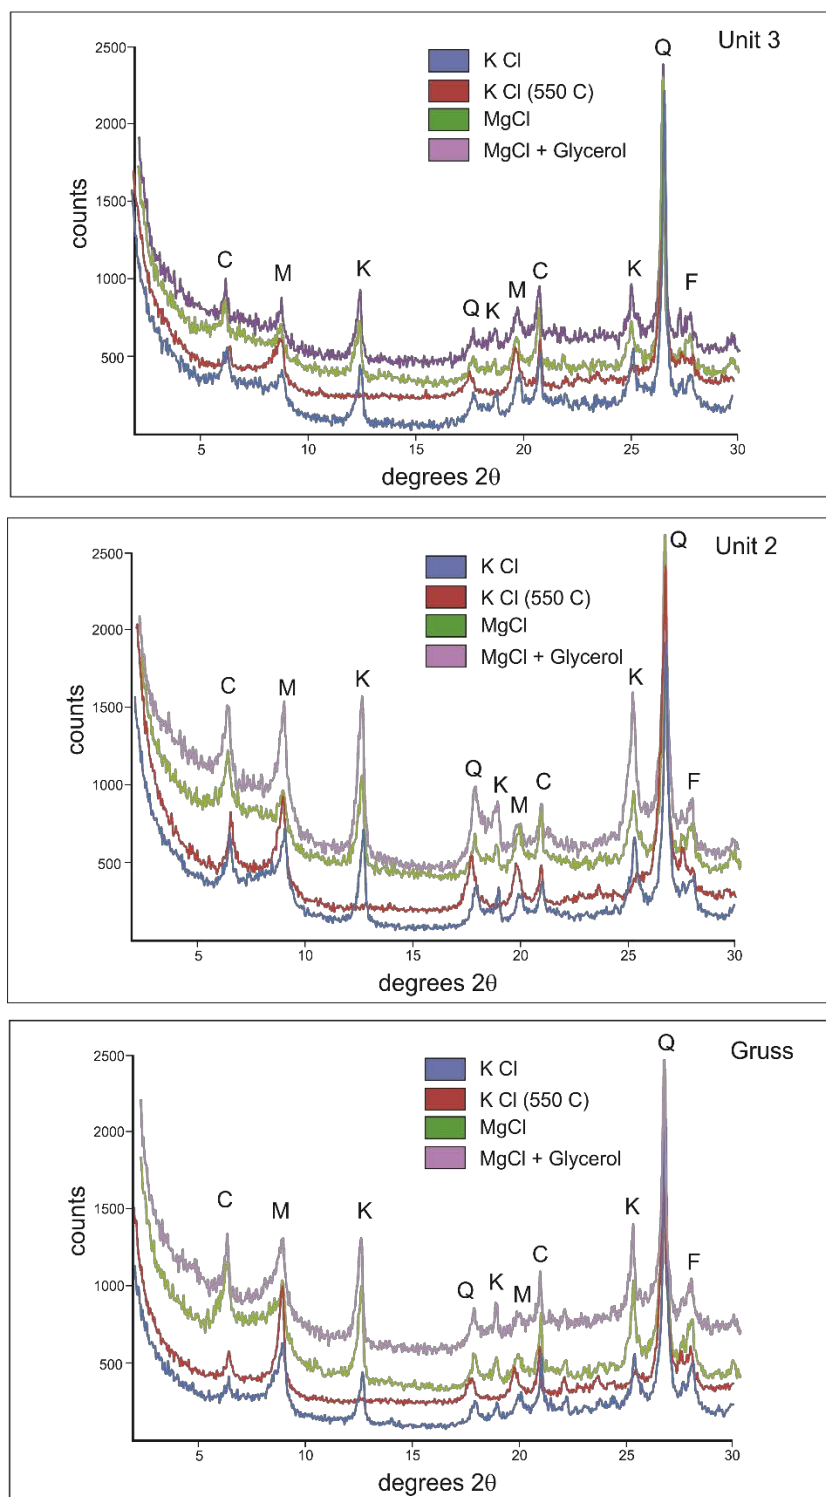 Q Unit 3
2500
K Cl
K Cl (550 C)
2000
MgCl
MgCl + Glycerol
1500
counts
C M K Q K M C K F
1000
500
5 10 15 20 25 30
degrees 2θ
Q Unit 2
2500
K Cl
K Cl (550 C)
2000
MgCl
MgCl + Glycerol
C M K Q K M C K F
1500
counts
1000
500
5 10 15 20 25 30
degrees 2θ
Q Gruss
2500
K Cl
K Cl (550 C)
2000
MgCl
MgCl + Glycerol
1500
counts
C M K Q K M C K F
1000
500
5 10 15 20 25 30
degrees 2θ